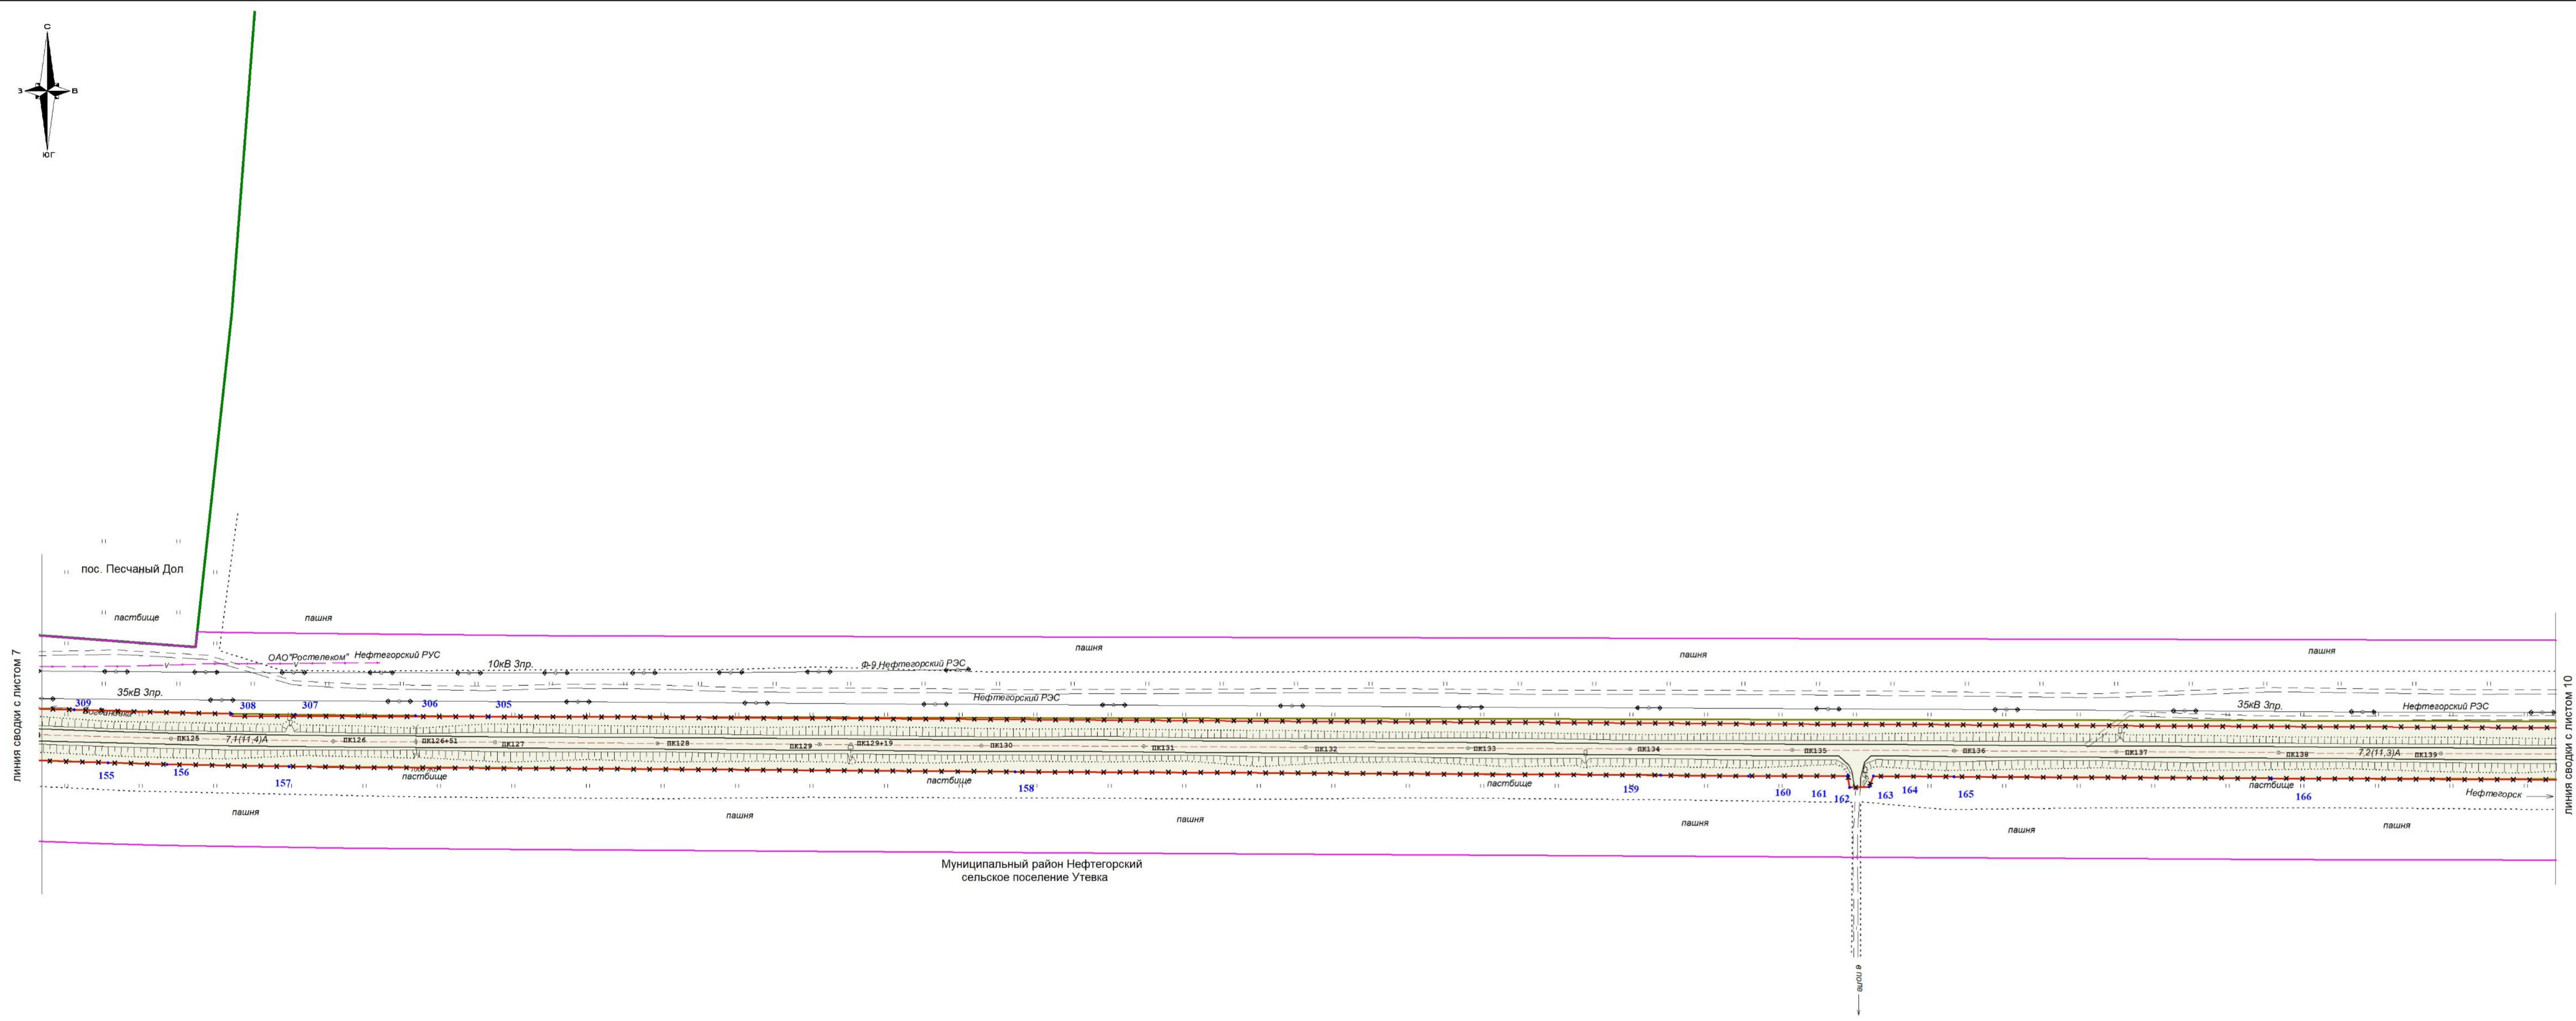 С
З
В
ЮГ
пос. Песчаный Дол
пастбище
пашня
пашня
пашня
пашня
ОАО"Ростелеком" Нефтегорский РУС
V
V
10кВ 3пр.
Ф-9,Нефтегорский РЭС
35кВ 3пр.
Нефтегорский РЭС
35кВ 3пр.
Нефтегорский РЭС
309
308
307
306
305
ПК125
7,1(11,4)А
ПК126
ПК126+51
ПК127
ПК128
ПК129
ПК129+19
ПК130
ПК131
ПК132
ПК133
ПК134
ПК135
ПК136
ПК137
ПК138
7,2(11,3)А
ПК139
155
156
157
пастбище
пастбище
158
пастбище
159
160
161
162
163
164
165
пастбище
166
Нефтегорск
пашня
пашня
пашня
пашня
пашня
пашня
Муниципальный район Нефтегорский
сельское поселение Утевка
в поле
линия сводки с листом 7
линия сводки с листом 10